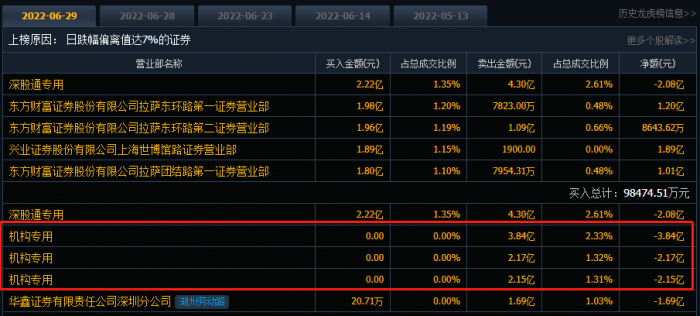 2022-06-29 2022-06-28 2022-06-23 2022-06-14 2022-05-13 历史龙虎榜信息>>
上榜原因： 日跌幅偏离值达7%的证券 更多个股解读>>
营业部名称 买入金额(元) 占总成交比例 卖出金额(元) 占总成交比例 净额(元)
深股通专用 2.22亿 1.35% 4.30亿 2.61% -2.08亿
东方财富证券股份有限公司拉萨东环路第一证券营业部 1.98亿 1.20% 7823.00万 0.48% 1.20亿
东方财富证券股份有限公司拉萨东环路第二证券营业部 1.96亿 1.19% 1.09亿 0.66% 8643.62万
兴业证券股份有限公司上海世博馆路证券营业部 1.89亿 1.15% 1900.00 0.00% 1.89亿
东方财富证券股份有限公司拉萨团结路第一证券营业部 1.80亿 1.10% 7954.31万 0.48% 1.01亿
买入总计：98474.51万元
深股通专用 2.22亿 1.35% 4.30亿 2.61% -2.08亿
机构专用 0.00 0.00% 3.84亿 2.33% -3.84亿
机构专用 0.00 0.00% 2.17亿 1.32% -2.17亿
机构专用 0.00 0.00% 2.15亿 1.31% -2.15亿
华鑫证券有限责任公司深圳分公司 潮州劳动路 20.71万 0.00% 1.69亿 1.03% -1.69亿